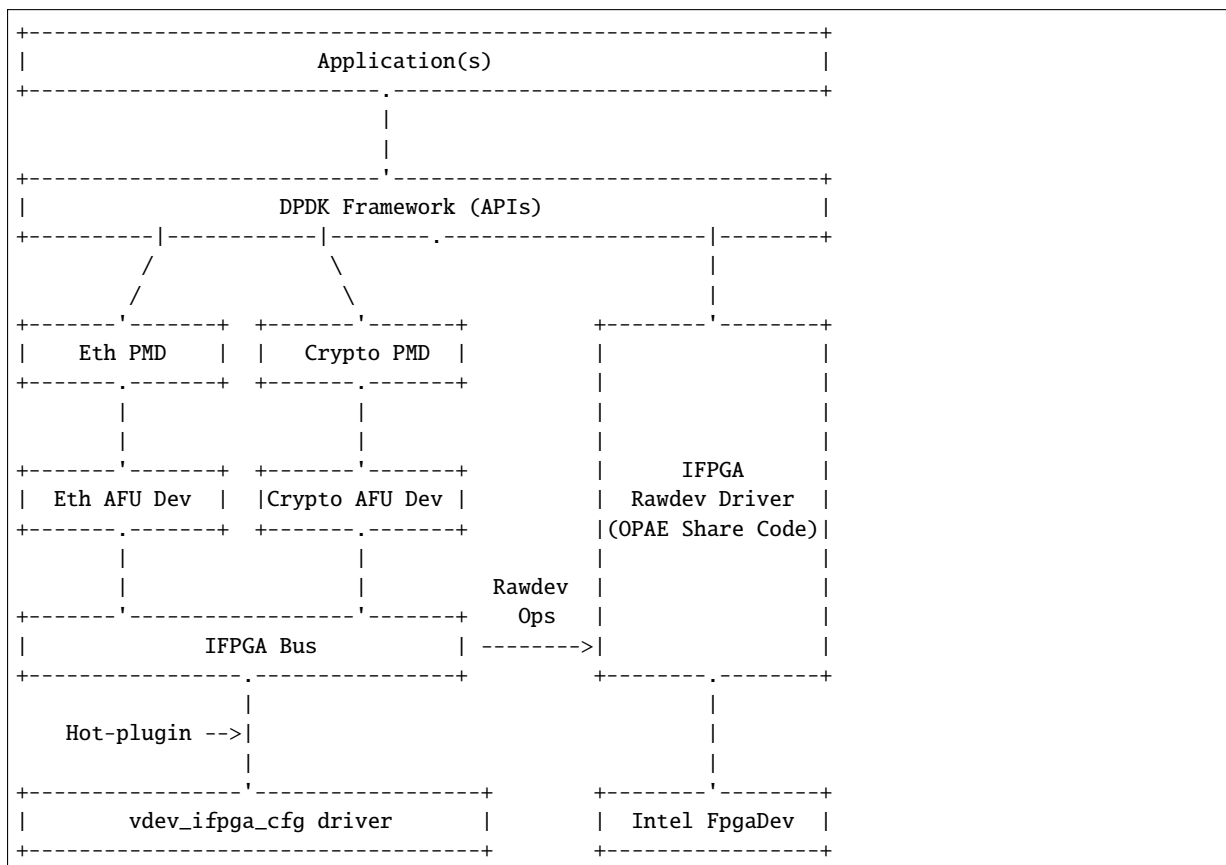 +-------------------------------------------------------------+
|                       Application(s)                        |
+---------------------------.---------------------------------+
                            |
                            |
+---------------------------'---------------------------------+
|                    DPDK Framework (APIs)                    |
+----------|------------|--------.--------------------|--------+
          /              \                            |
         /                \                           |
+-------'-------+  +-------'-------+          +--------'--------+
|    Eth PMD    |  |   Crypto PMD  |          |                 |
+-------.-------+  +-------.-------+          |                 |
        |                  |                  |                 |
        |                  |                  |                 |
+-------'-------+  +-------'-------+          |      IFPGA      |
|  Eth AFU Dev  |  |Crypto AFU Dev |          |  Rawdev Driver  |
+-------.-------+  +-------.-------+          |(OPAE Share Code)|
        |                  |                  |                 |
        |                  |          Rawdev  |                 |
+-------'------------------'-------+    Ops   |                 |
|             IFPGA Bus            | -------->|                 |
+-----------------.----------------+          +--------.--------+
                  |                                    |
    Hot-plugin -->|                                    |
                  |                                    |
+-----------------'-----------------+         +--------'--------+
|        vdev_ifpga_cfg driver      |         |  Intel FpgaDev  |
+-----------------------------------+         +-----------------+